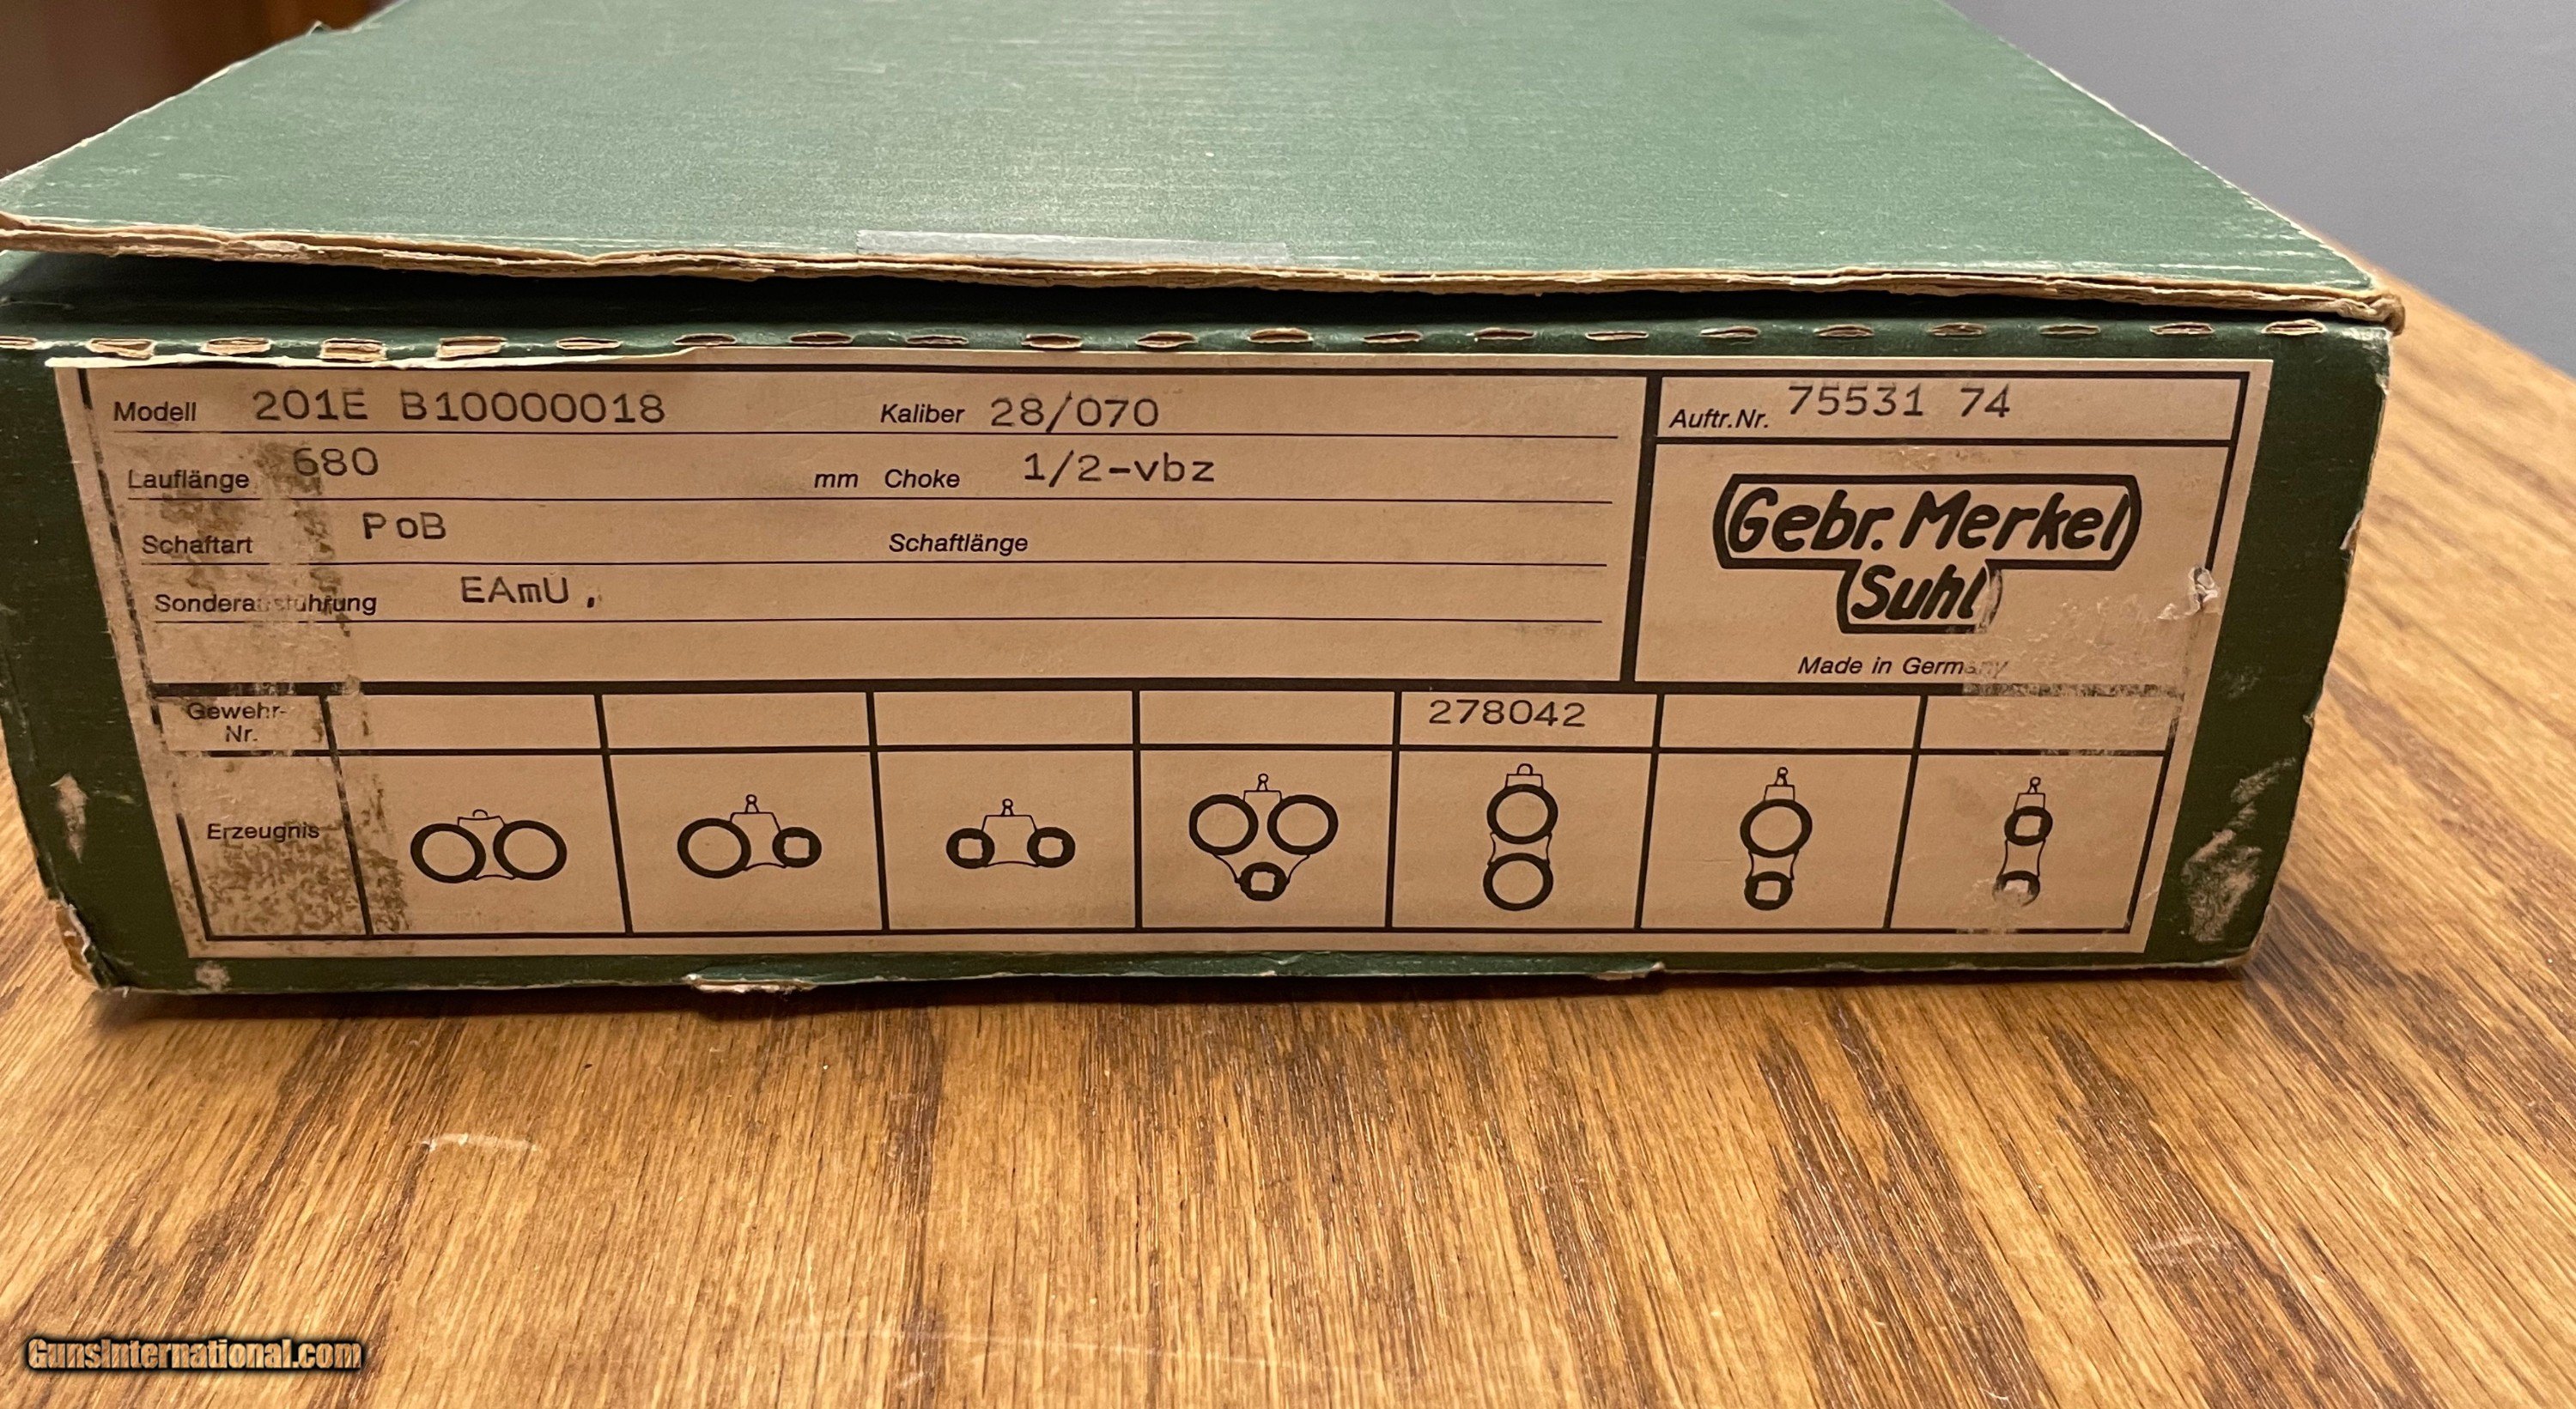 Modell 201E B10000018 Kaliber 28/070 Auftr.Nr. 75531 74
Lauflänge 680 mm Choke 1/2-vbz
Gebr. Merkel
Suhl
Schaftart PoB Schaftlänge
Sonderausführung EAmU,
Made in Germany
Gewehr-
Nr.
278042
Erzeugnis
GunsInternational.com